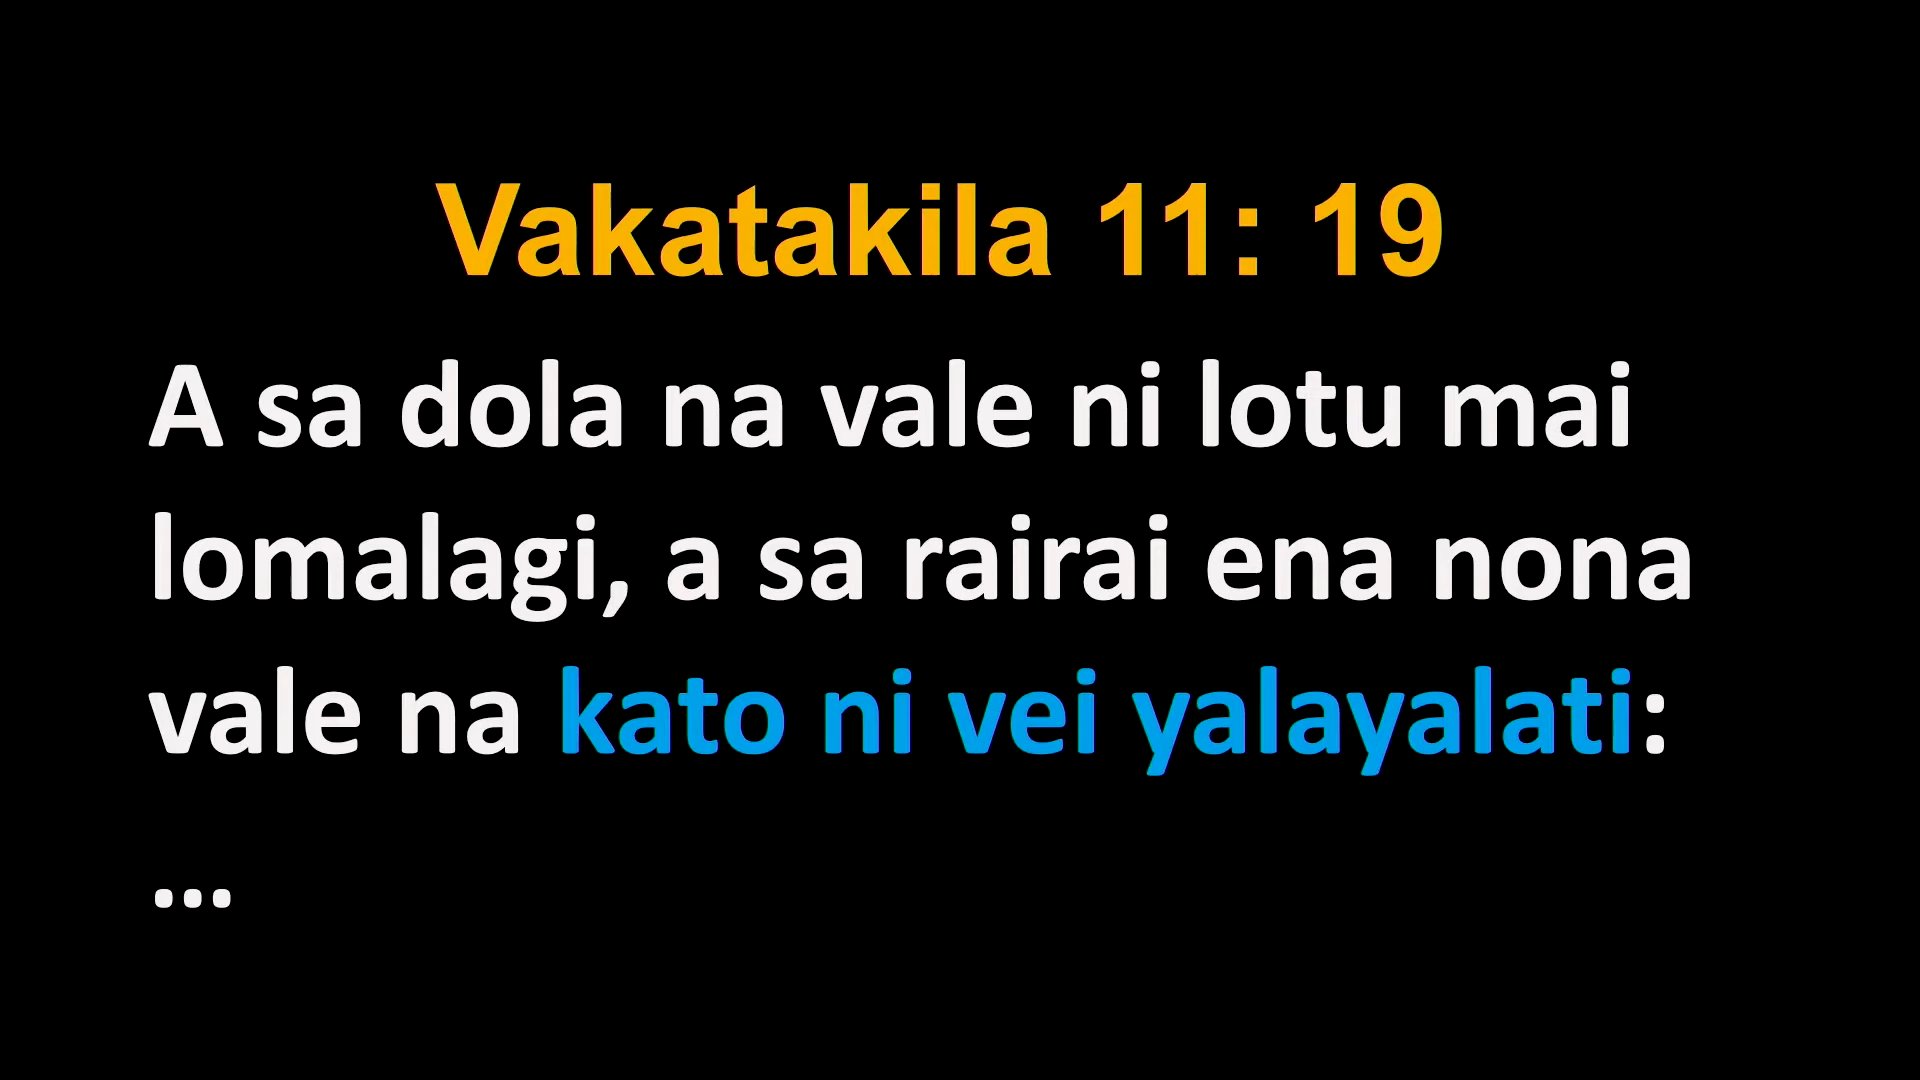 Vakatakila 11: 19
A sa dola na vale ni lotu mai
lomalagi, a sa rairai ena nona
vale na kato ni vei yalayalati:
...